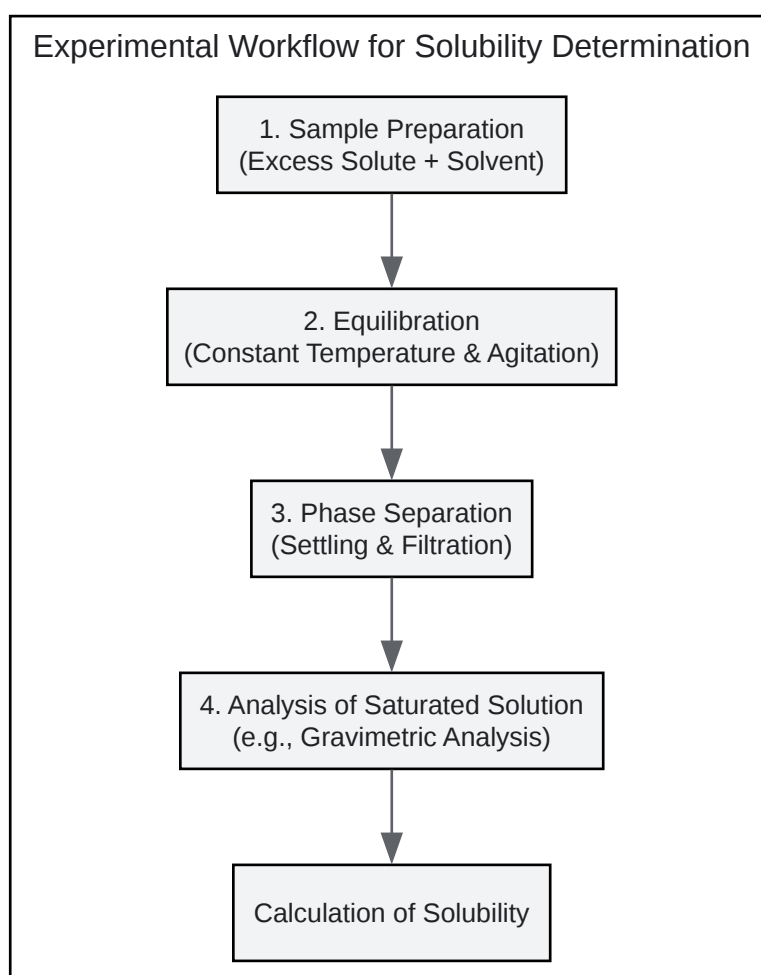 Experimental Workflow for Solubility Determination
1. Sample Preparation
(Excess Solute + Solvent)
2. Equilibration
(Constant Temperature & Agitation)
3. Phase Separation
(Settling & Filtration)
4. Analysis of Saturated Solution
(e.g., Gravimetric Analysis)
Calculation of Solubility